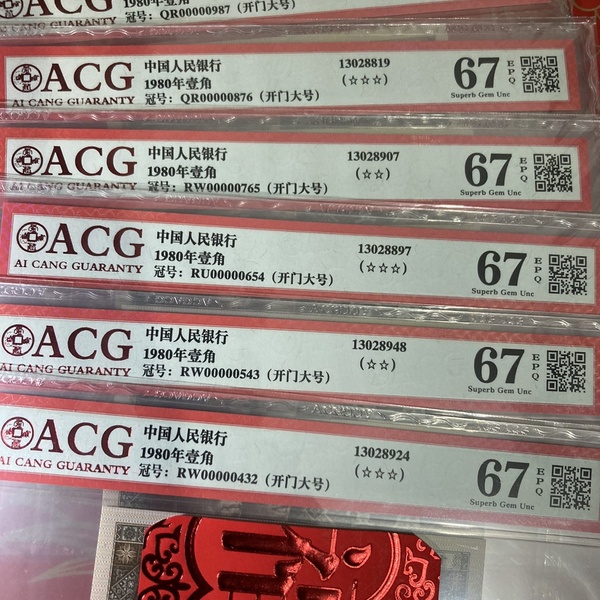 1980年壹角
AI CANG GUARANTY
冠号：QR00000987（开门大号）
ACG
AI CANG GUARANTY
中国人民银行
1980年壹角
冠号：QR00000876（开门大号）
13028819
（☆☆☆）
67
EPQ
Superb Gem Unc
ACG
AI CANG GUARANTY
中国人民银行
1980年壹角
冠号：RW00000765（开门大号）
13028907
（☆☆）
67
EPQ
Superb Gem Unc
ACG
AI CANG GUARANTY
中国人民银行
1980年壹角
冠号：RU00000654（开门大号）
13028897
（☆☆☆）
67
EPQ
Superb Gem Unc
ACG
AI CANG GUARANTY
中国人民银行
1980年壹角
冠号：RW00000543（开门大号）
13028948
（☆☆）
67
EPQ
Superb Gem Unc
ACG
AI CANG GUARANTY
中国人民银行
1980年壹角
冠号：RW00000432（开门大号）
13028924
（☆☆☆）
67
EPQ
Superb Gem Unc